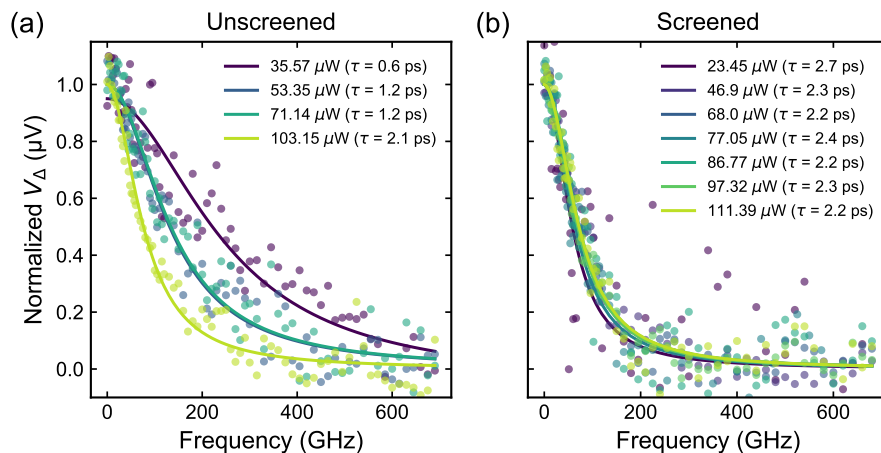 (a) Unscreened
35.57 μW (τ = 0.6 ps)
53.35 μW (τ = 1.2 ps)
71.14 μW (τ = 1.2 ps)
103.15 μW (τ = 2.1 ps)
Normalized V_Δ (μV)
1.0
0.8
0.6
0.4
0.2
0.0
0 200 400 600
Frequency (GHz)
(b) Screened
23.45 μW (τ = 2.7 ps)
46.9 μW (τ = 2.3 ps)
68.0 μW (τ = 2.2 ps)
77.05 μW (τ = 2.4 ps)
86.77 μW (τ = 2.2 ps)
97.32 μW (τ = 2.3 ps)
111.39 μW (τ = 2.2 ps)
0 200 400 600
Frequency (GHz)